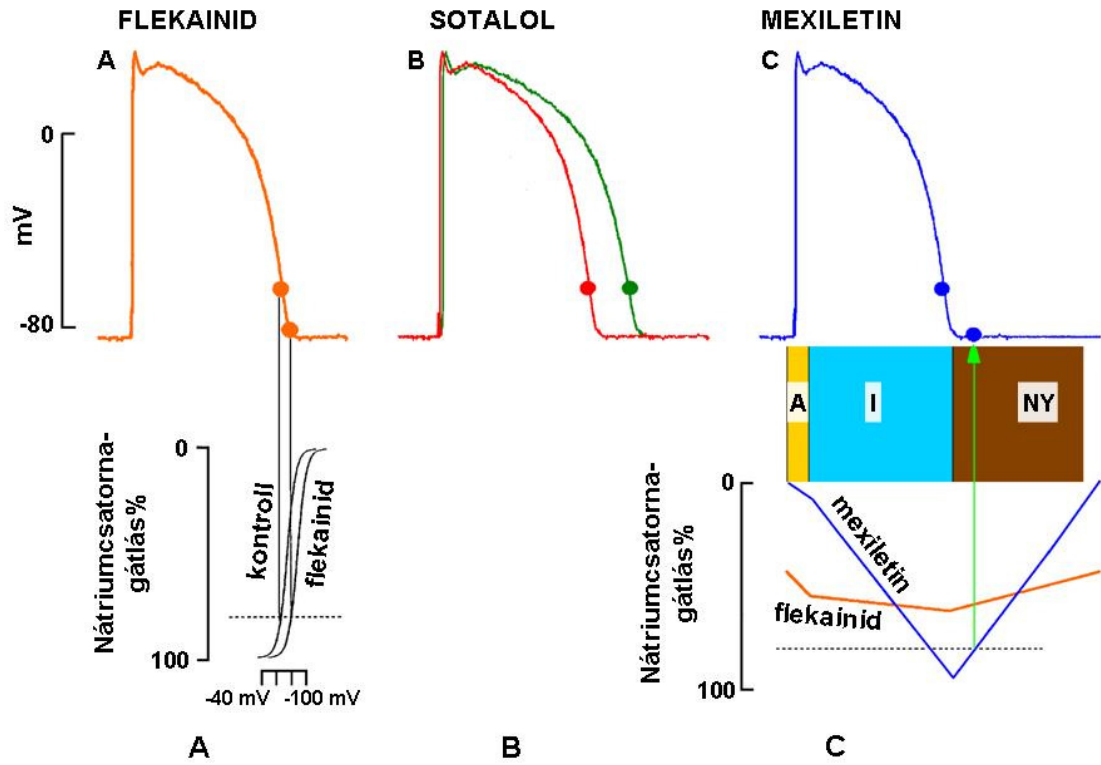 FLEKAINID
SOTALOL
MEXILETIN
A
B
C
0
mV
-80
A
I
NY
0
Nátriumcsatorna-
gátlás%
100
kontroll
flekainid
-40 mV
-100 mV
0
Nátriumcsatorna-
gátlás%
100
mexiletin
flekainid
A
B
C